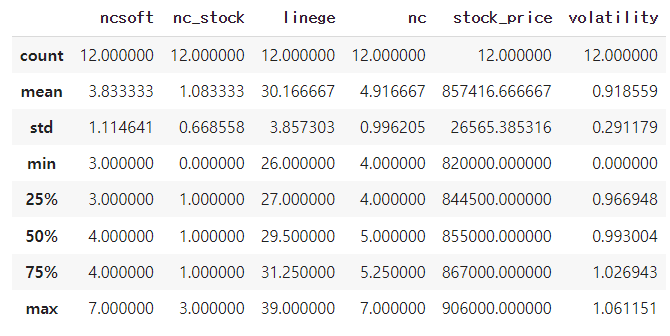 ncsoft nc_stock linege nc stock_price volatility
count 12.000000 12.000000 12.000000 12.000000 12.000000 12.000000
mean 3.833333 1.083333 30.166667 4.916667 857416.666667 0.918559
std 1.114641 0.668558 3.857303 0.996205 26565.385316 0.291179
min 3.000000 0.000000 26.000000 4.000000 820000.000000 0.000000
25% 3.000000 1.000000 27.000000 4.000000 844500.000000 0.966948
50% 4.000000 1.000000 29.500000 5.000000 855000.000000 0.993004
75% 4.000000 1.000000 31.250000 5.250000 867000.000000 1.026943
max 7.000000 3.000000 39.000000 7.000000 906000.000000 1.061151